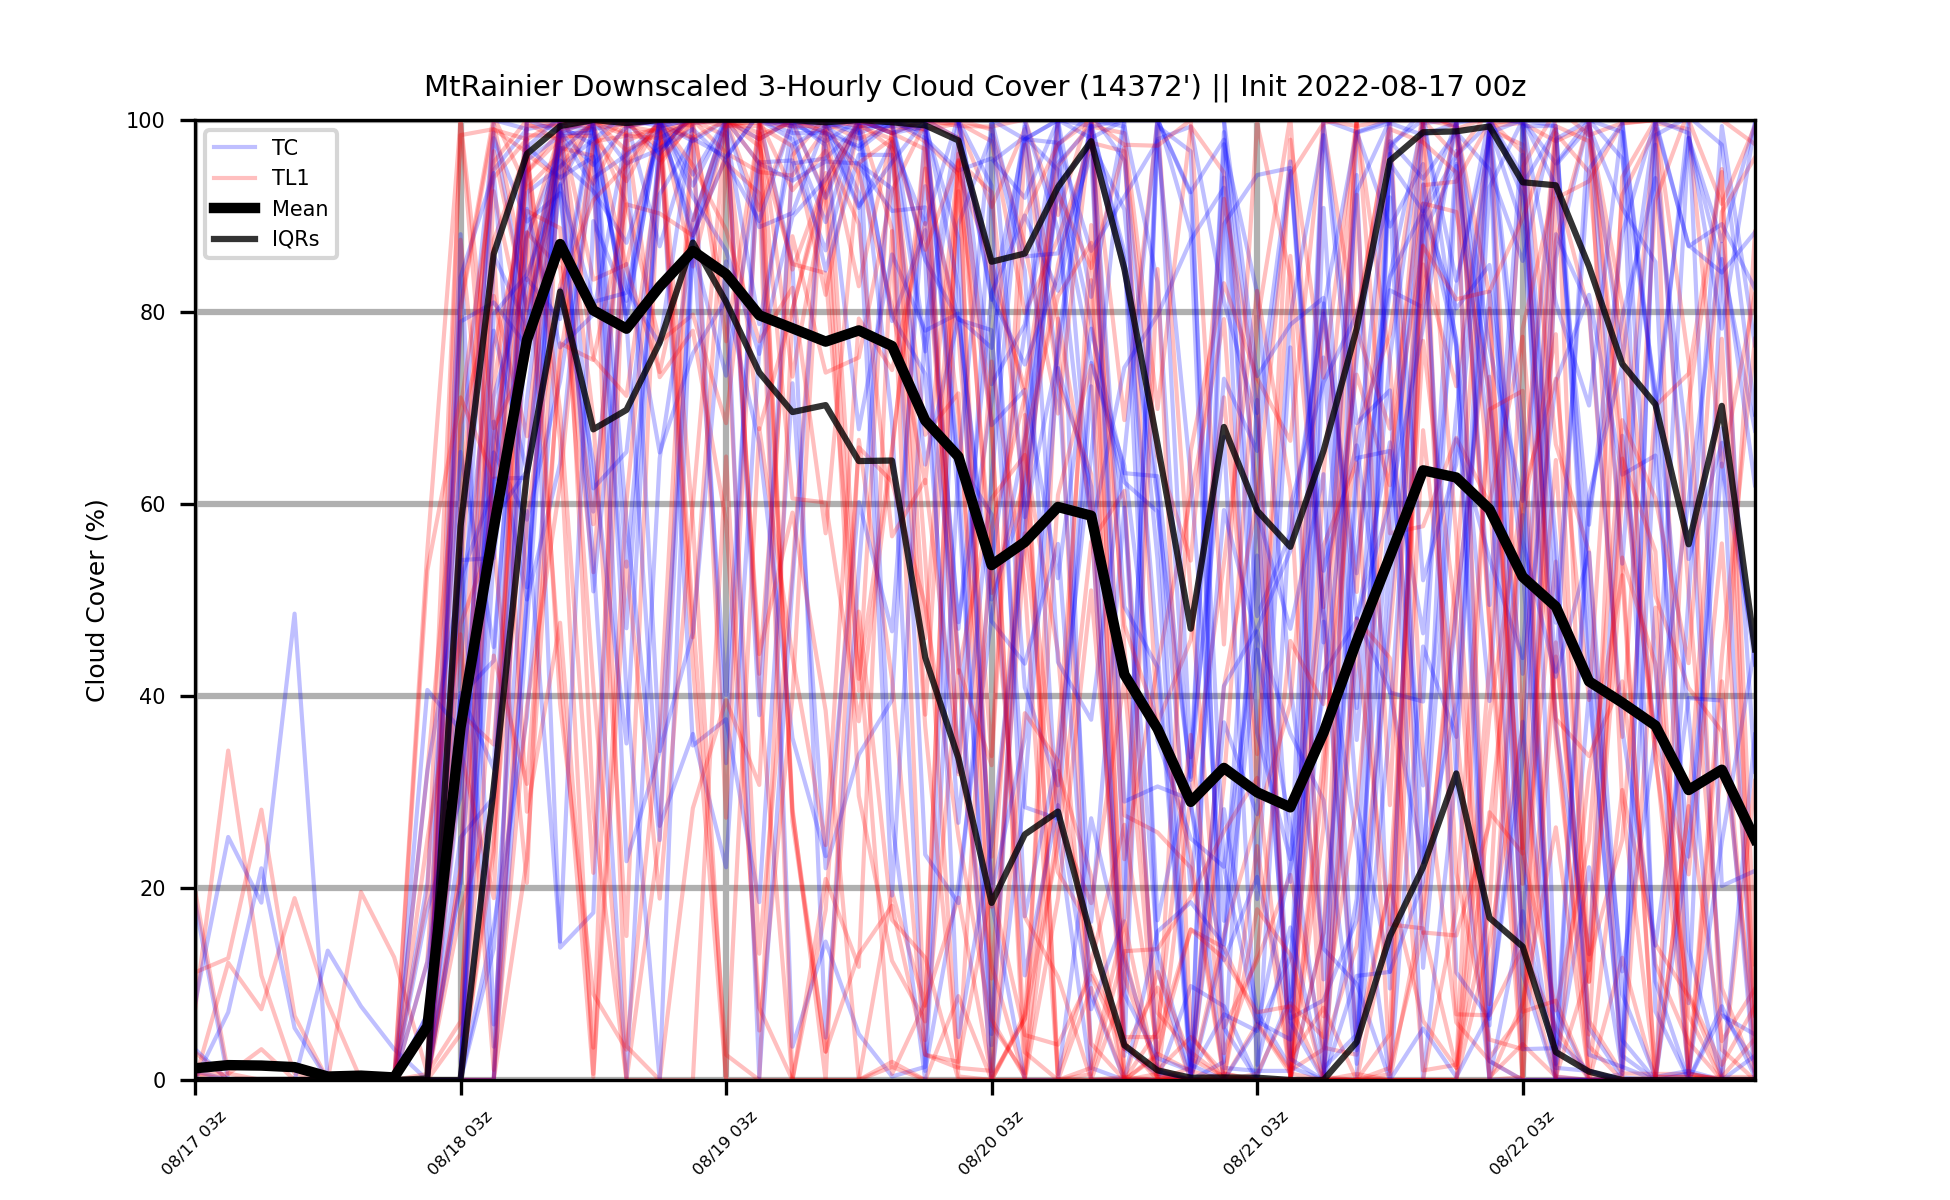 MtRainier Downscaled 3-Hourly Cloud Cover (14372') || Init 2022-08-17 00z
TC
TL1
Mean
IQRs
Cloud Cover (%)
100
80
60
40
20
0
08/17 03z
08/18 03z
08/19 03z
08/20 03z
08/21 03z
08/22 03z